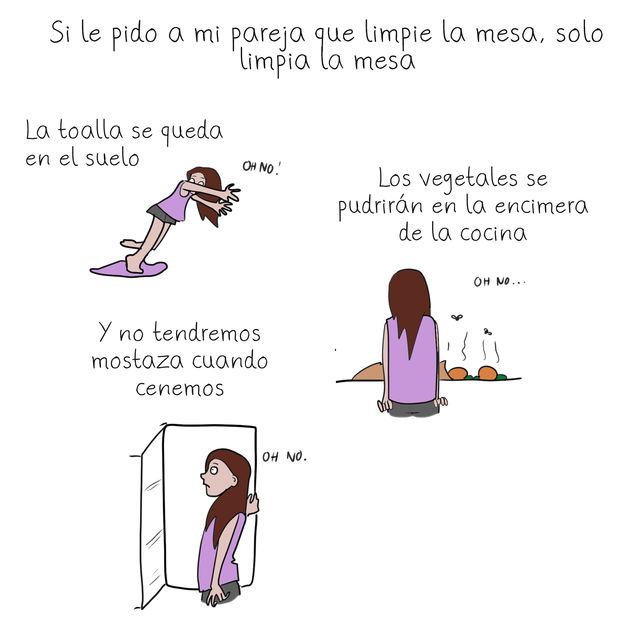 Si le pido a mi pareja que limpie la mesa, solo
limpia la mesa
La toalla se queda
en el suelo
OH NO!
Los vegetales se
pudrirán en la encimera
de la cocina
OH NO...
Y no tendremos
mostaza cuando
cenemos
OH NO.